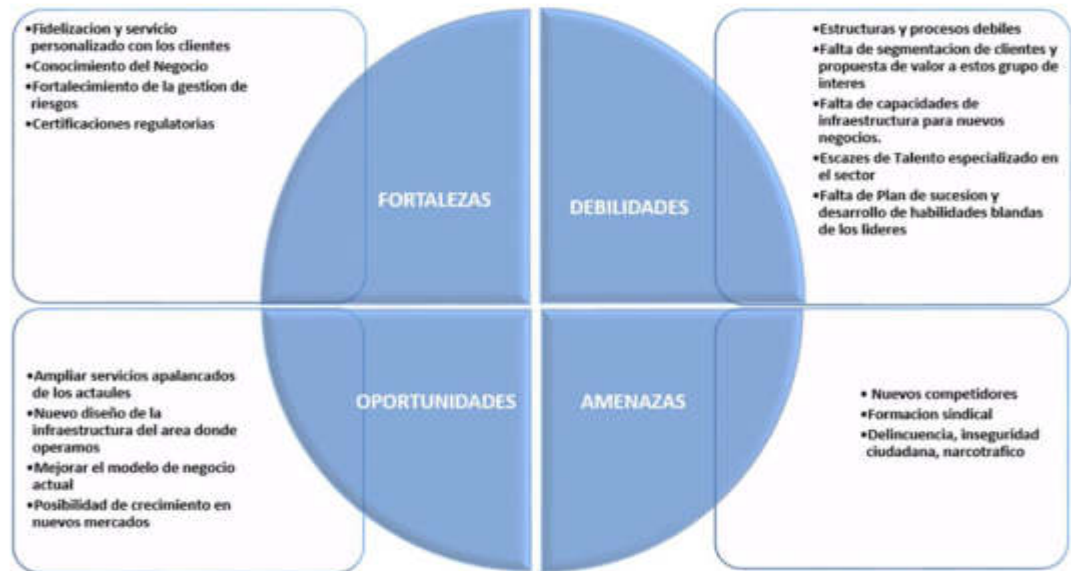 •Fidelizacion y servicio
personalizado con los clientes
•Conocimiento del Negocio
•Fortalecimiento de la gestion de
riesgos
•Certificaciones regulatorias
FORTALEZAS
•Estructuras y procesos debiles
•Falta de segmentacion de clientes y
propuesta de valor a estos grupo de
interes
•Falta de capacidades de
infraestructura para nuevos
negocios.
•Escazes de Talento especializado en
el sector
•Falta de Plan de sucesion y
desarrollo de habilidades blandas
de los lideres
DEBILIDADES
•Ampliar servicios apalancados
de los actaules
•Nuevo diseño de la
infraestructura del area donde
operamos
•Mejorar el modelo de negocio
actual
•Posibilidad de crecimiento en
nuevos mercados
OPORTUNIDADES
• Nuevos competidores
•Formacion sindical
•Delincuencia, inseguridad
ciudadana, narcotrafico
AMENAZAS